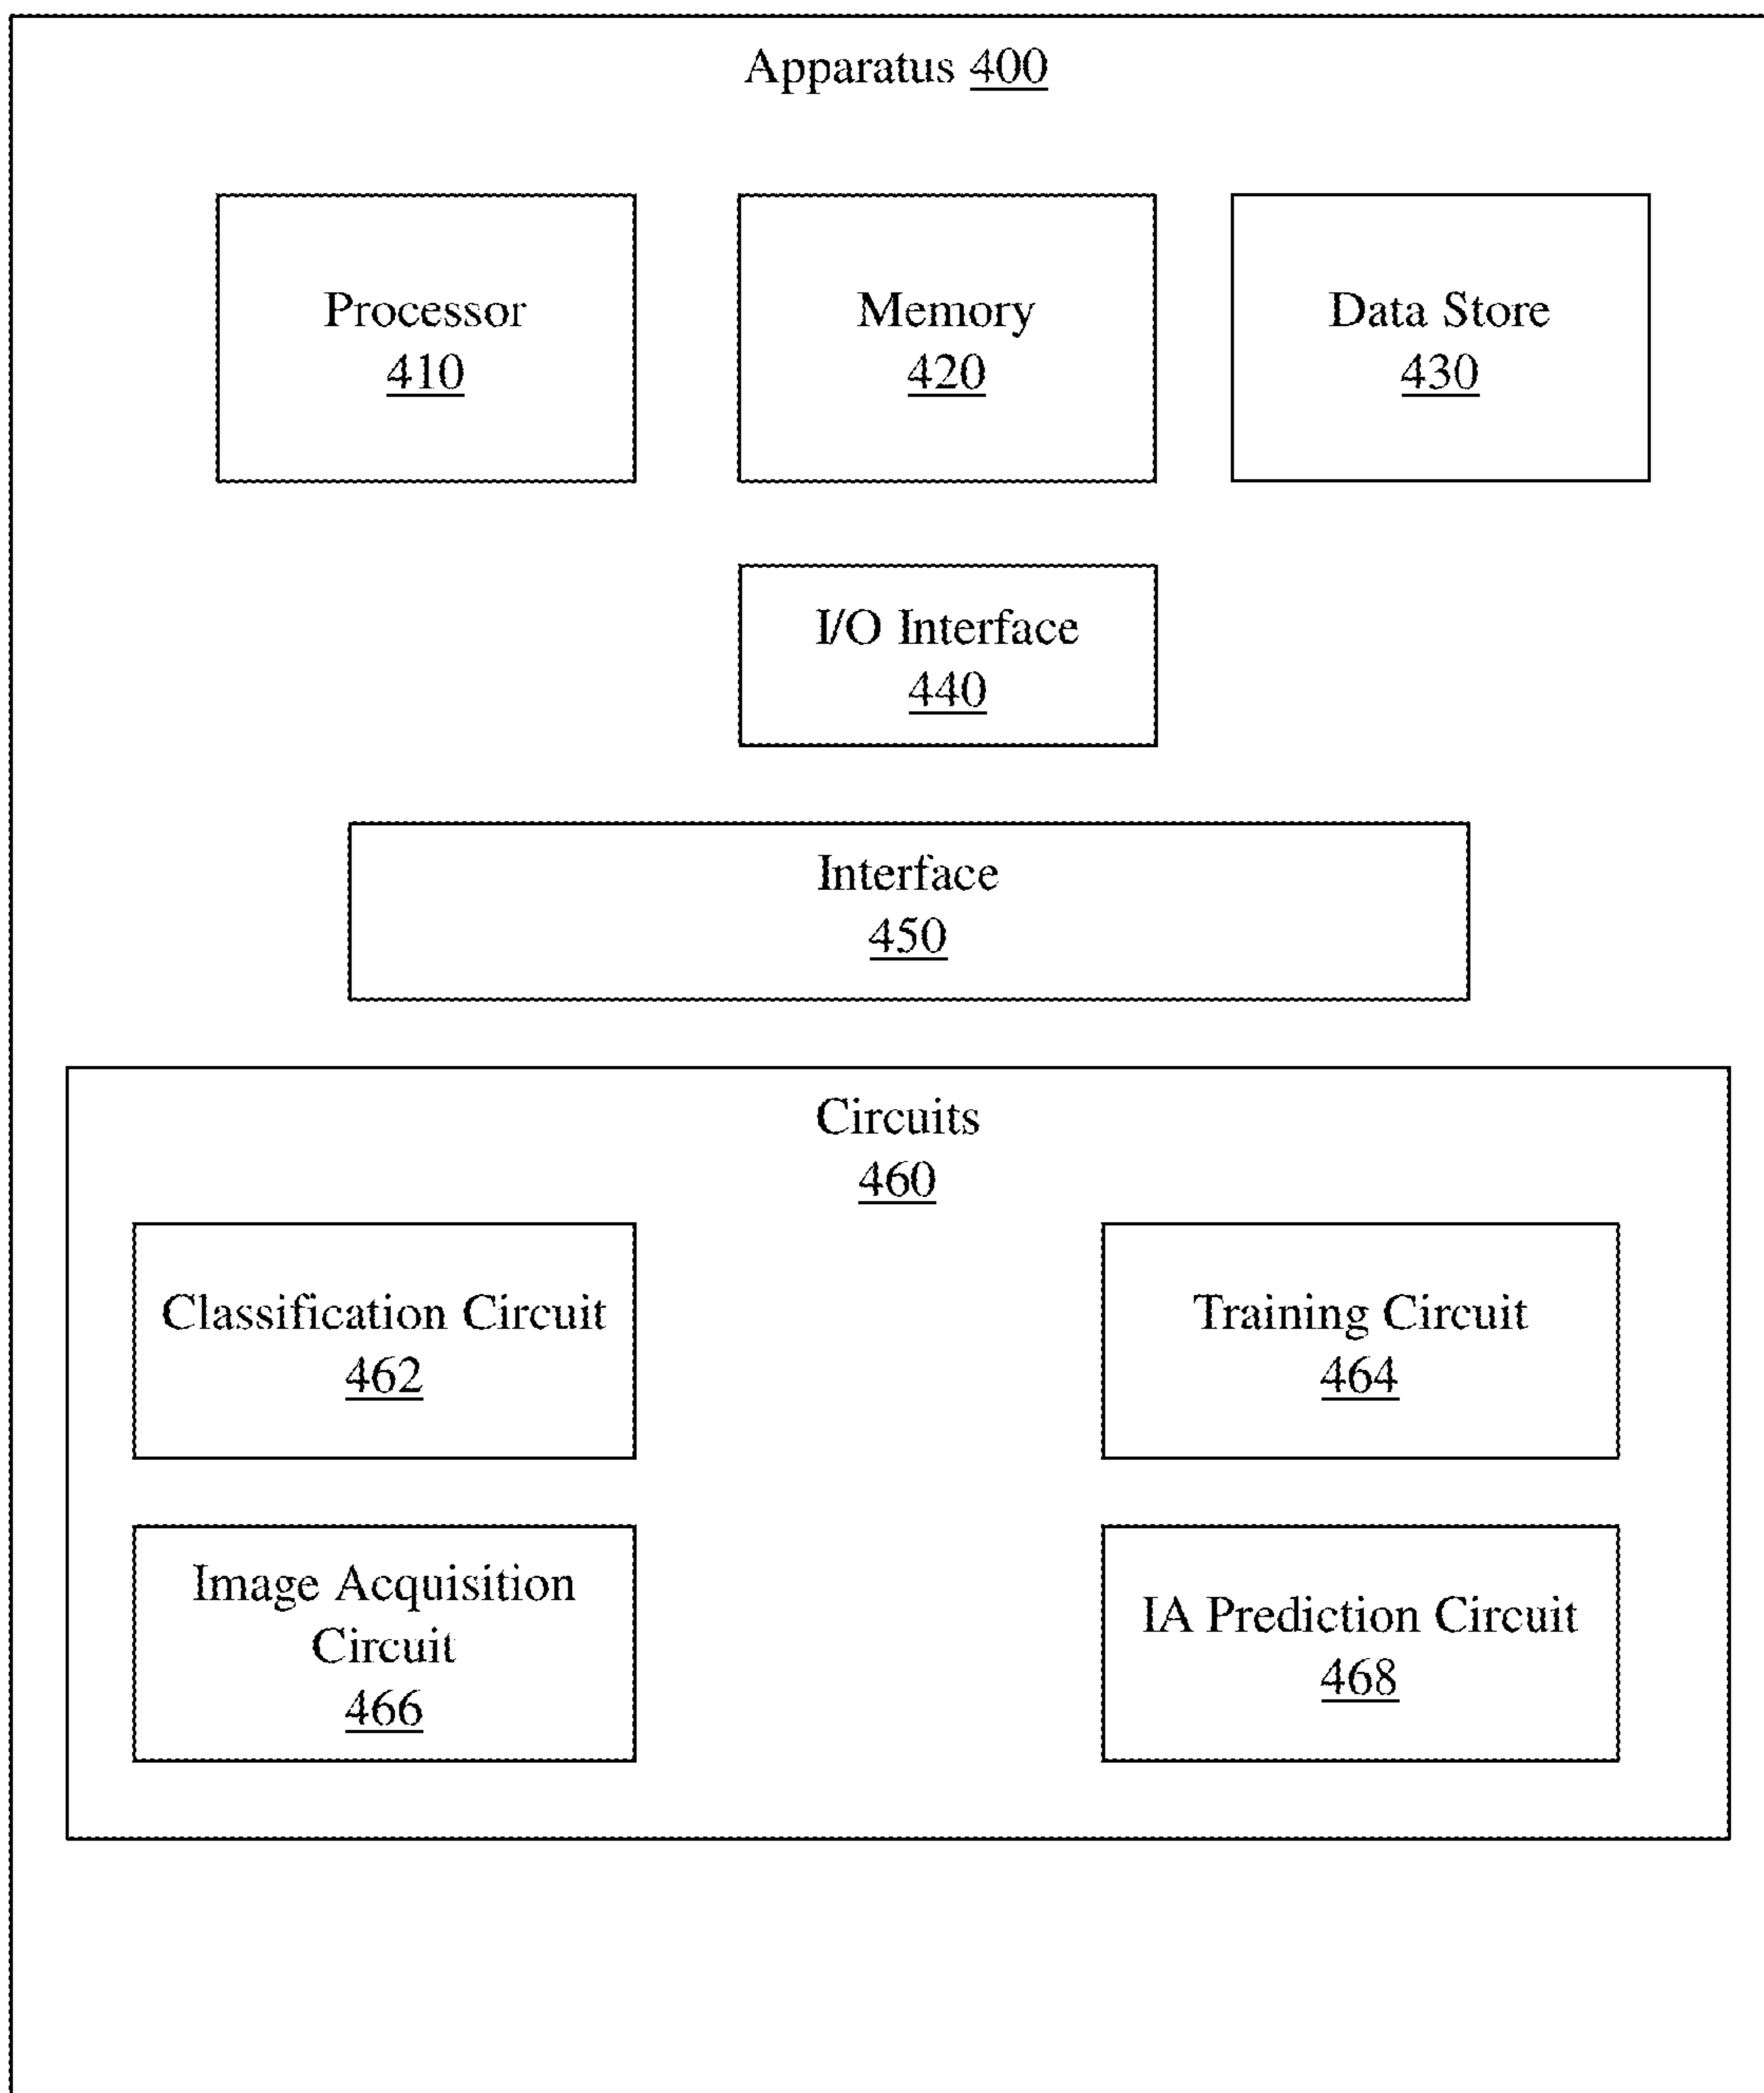 Apparatus 400
Processor
410
Memory
420
Data Store
430
I/O Interface
440
Interface
450
Circuits
460
Classification Circuit
462
Training Circuit
464
Image Acquisition
Circuit
466
IA Prediction Circuit
468